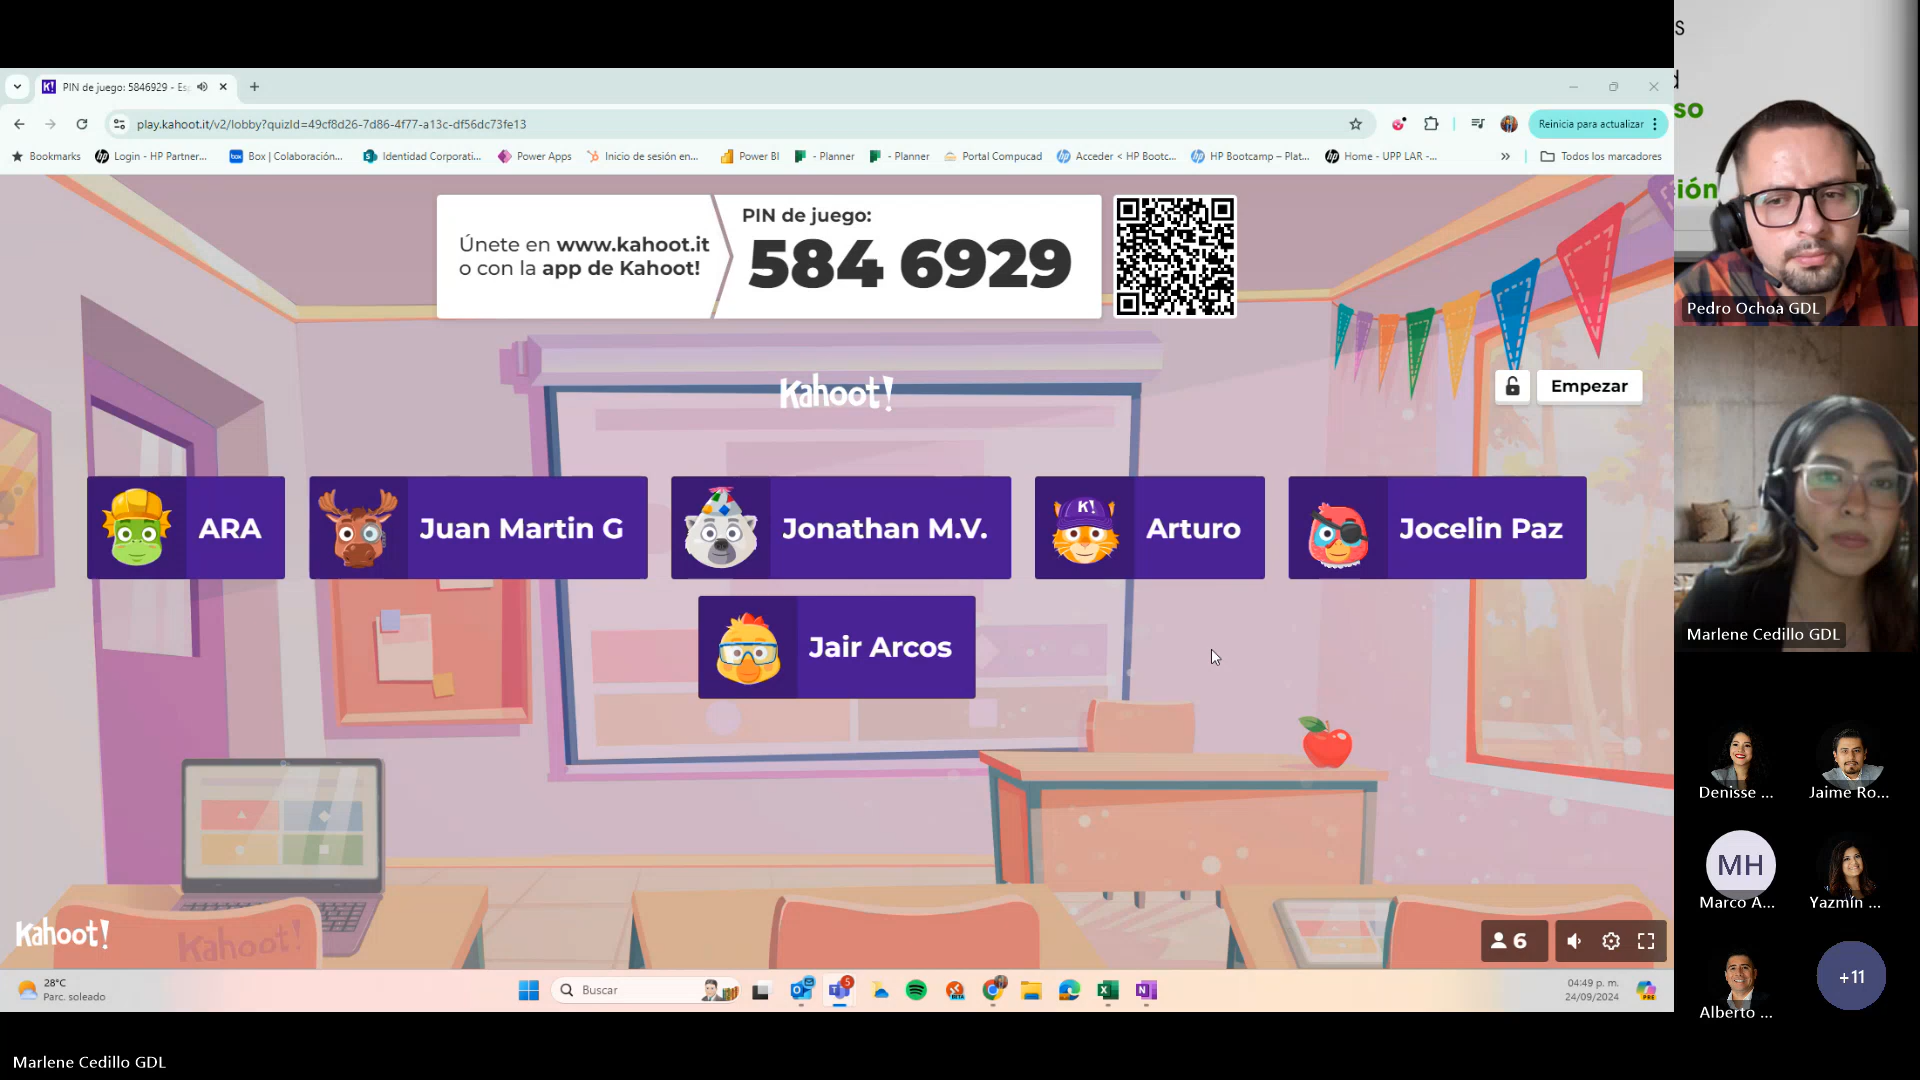 PIN de juego: 5846929 - Es
play.kahoot.it/v2/lobby?quizId=49cf8d26-7d86-4f77-a13c-df56dc73fe13
Reinicia para actualizar
Bookmarks
Login - HP Partner...
Box | Colaboración...
Identidad Corporati...
Power Apps
Inicio de sesión en...
Power BI
- Planner
- Planner
Portal Compucad
Acceder < HP Bootc...
HP Bootcamp – Plat...
Home - UPP LAR -...
Todos los marcadores
Únete en www.kahoot.it
o con la app de Kahoot!
PIN de juego:
584 6929
Kahoot!
Empezar
ARA
Juan Martin G
Jonathan M.V.
K!
Arturo
Jocelin Paz
Jair Arcos
Kahoot!
Kahoot!
6
28°C
Parc. soleado
Buscar
5
04:49 p. m.
24/09/2024
Marlene Cedillo GDL
so
ión
Pedro Ochoa GDL
Marlene Cedillo GDL
Denisse ...
Jaime Ro...
MH
Marco A...
Yazmín ...
Alberto ...
+11